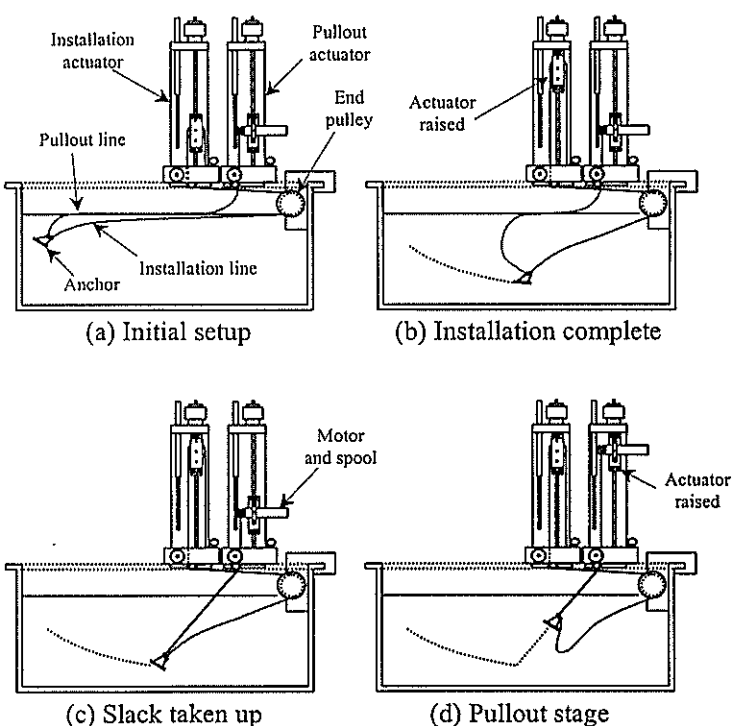 Installation
actuator
Pullout
actuator
End
pulley
Pullout line
Anchor
Installation line
(a) Initial setup
Actuator
raised
(b) Installation complete
Motor
and spool
(c) Slack taken up
Actuator
raised
(d) Pullout stage